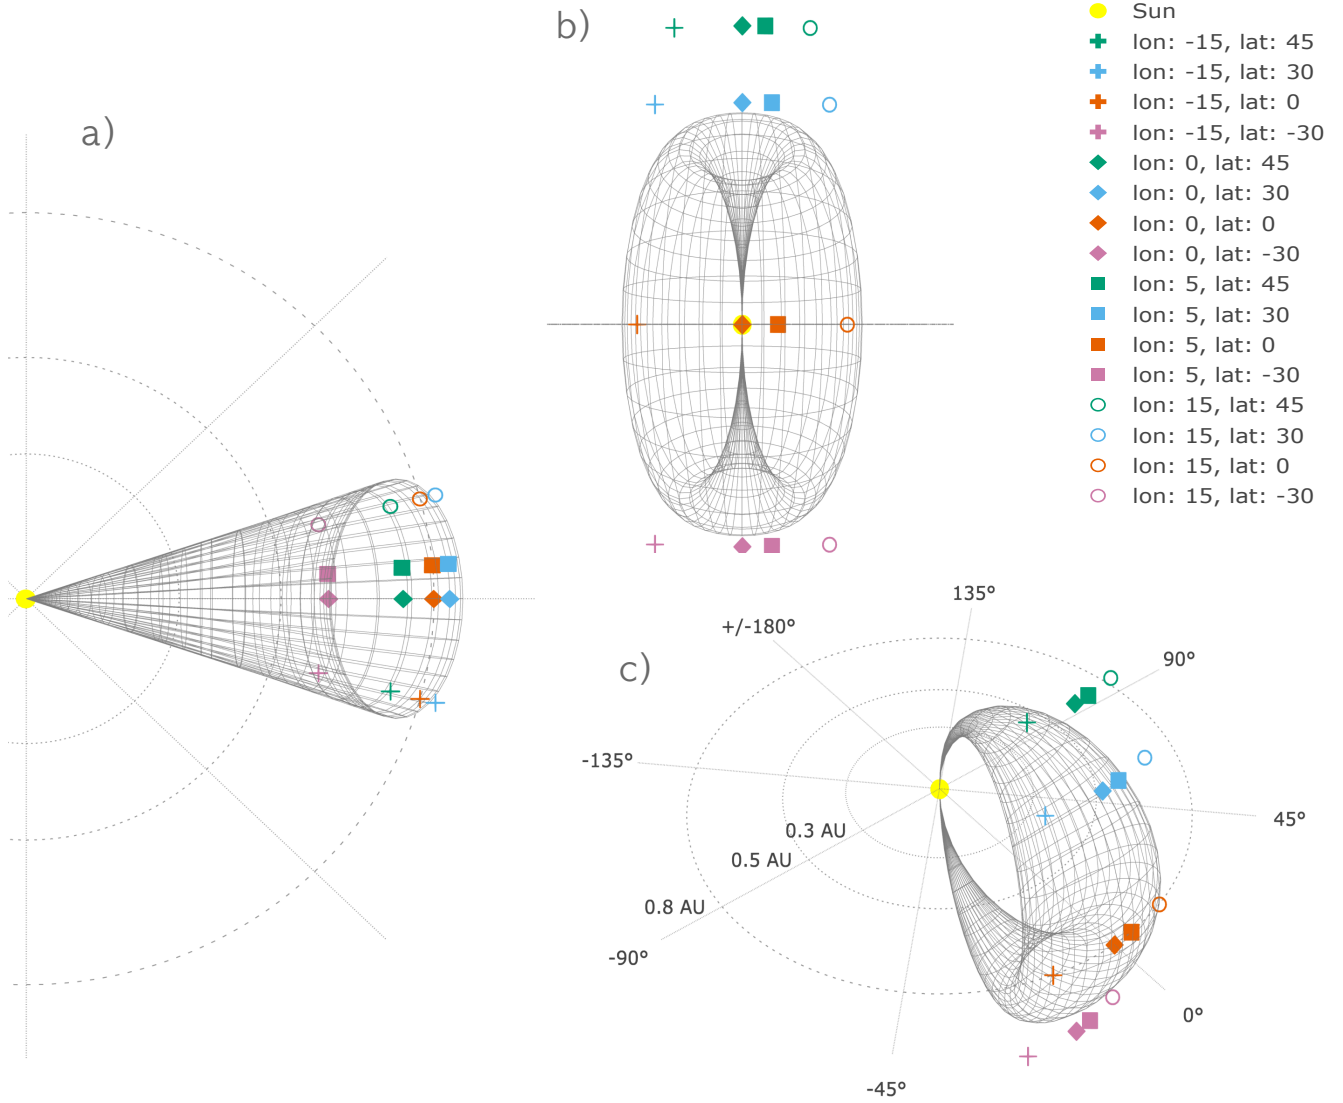 a)
b)
Sun
lon: -15, lat: 45
lon: -15, lat: 30
lon: -15, lat: 0
lon: -15, lat: -30
lon: 0, lat: 45
lon: 0, lat: 30
lon: 0, lat: 0
lon: 0, lat: -30
lon: 5, lat: 45
lon: 5, lat: 30
lon: 5, lat: 0
lon: 5, lat: -30
lon: 15, lat: 45
lon: 15, lat: 30
lon: 15, lat: 0
lon: 15, lat: -30
c)
135°
+/-180°
90°
-135°
45°
0.3 AU
0.5 AU
0.8 AU
-90°
0°
-45°